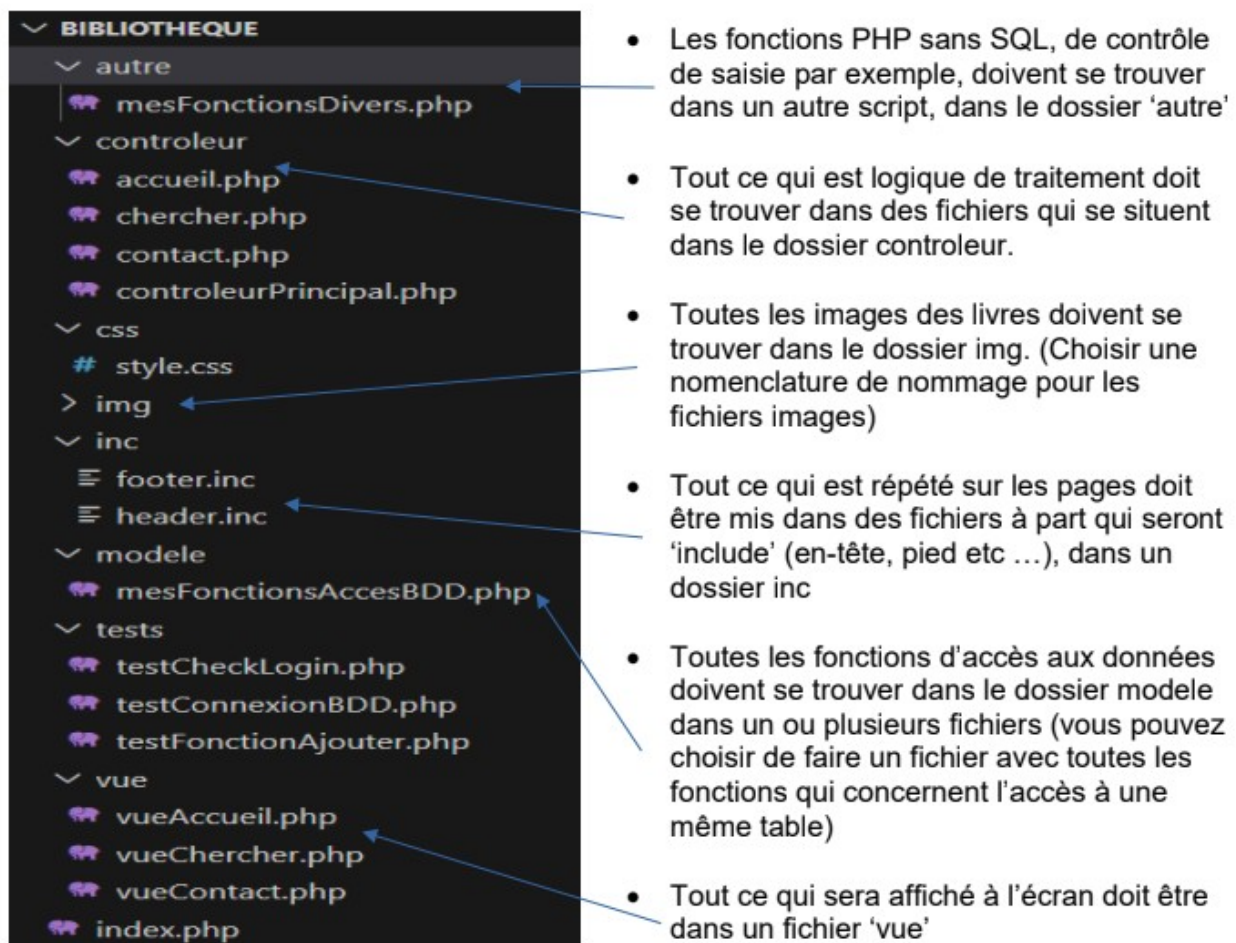 BIBLIOTHEQUE
autre
mesFonctionsDivers.php
controleur
accueil.php
chercher.php
contact.php
controleurPrincipal.php
css
# style.css
img
inc
footer.inc
header.inc
modele
mesFonctionsAccesBDD.php
tests
testCheckLogin.php
testConnexionBDD.php
testFonctionAjouter.php
vue
vueAccueil.php
vueChercher.php
vueContact.php
index.php
• Les fonctions PHP sans SQL, de contrôle
de saisie par exemple, doivent se trouver
dans un autre script, dans le dossier ‘autre’
• Tout ce qui est logique de traitement doit
se trouver dans des fichiers qui se situent
dans le dossier controleur.
• Toutes les images des livres doivent se
trouver dans le dossier img. (Choisir une
nomenclature de nommage pour les
fichiers images)
• Tout ce qui est répété sur les pages doit
être mis dans des fichiers à part qui seront
‘include’ (en-tête, pied etc …), dans un
dossier inc
• Toutes les fonctions d’accès aux données
doivent se trouver dans le dossier modele
dans un ou plusieurs fichiers (vous pouvez
choisir de faire un fichier avec toutes les
fonctions qui concernent l’accès à une
même table)
• Tout ce qui sera affiché à l’écran doit être
dans un fichier ‘vue’